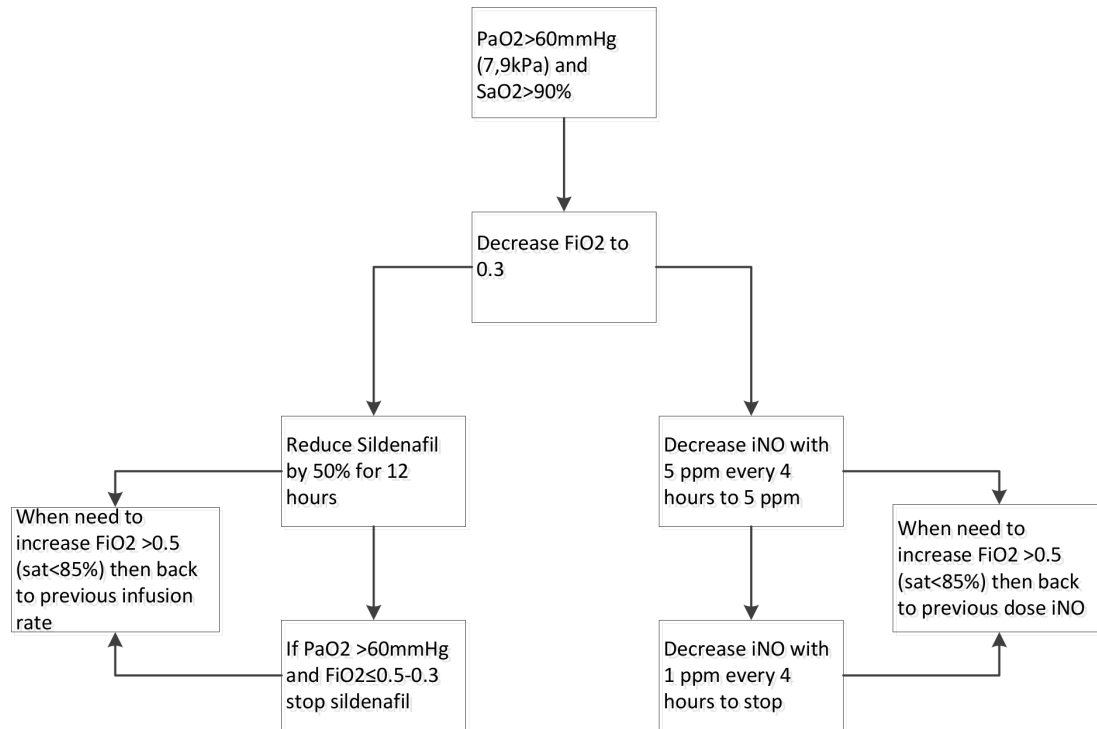 PaO2>60mmHg
(7,9kPa) and
SaO2>90%
Decrease FiO2 to
0.3
Reduce Sildenafil
by 50% for 12
hours
Decrease iNO with
5 ppm every 4
hours to 5 ppm
When need to
increase FiO2 >0.5
(sat<85%) then back
to previous infusion
rate
When need to
increase FiO2 >0.5
(sat<85%) then back
to previous dose iNO
If PaO2 >60mmHg
and FiO2≤0.5-0.3
stop sildenafil
Decrease iNO with
1 ppm every 4
hours to stop